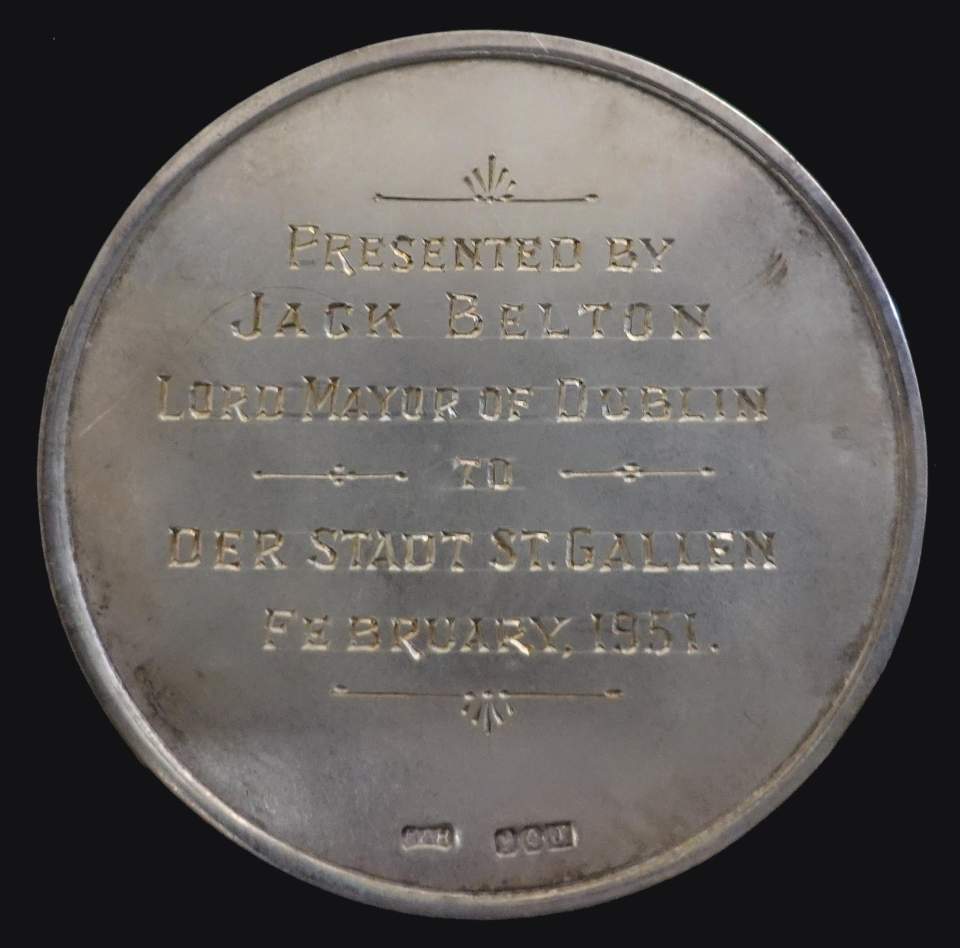 PRESENTED BY
JACK BELTON
LORD MAYOR OF DUBLIN
TO
DER STADT ST. GALLEN
FEBRUARY, 1951.